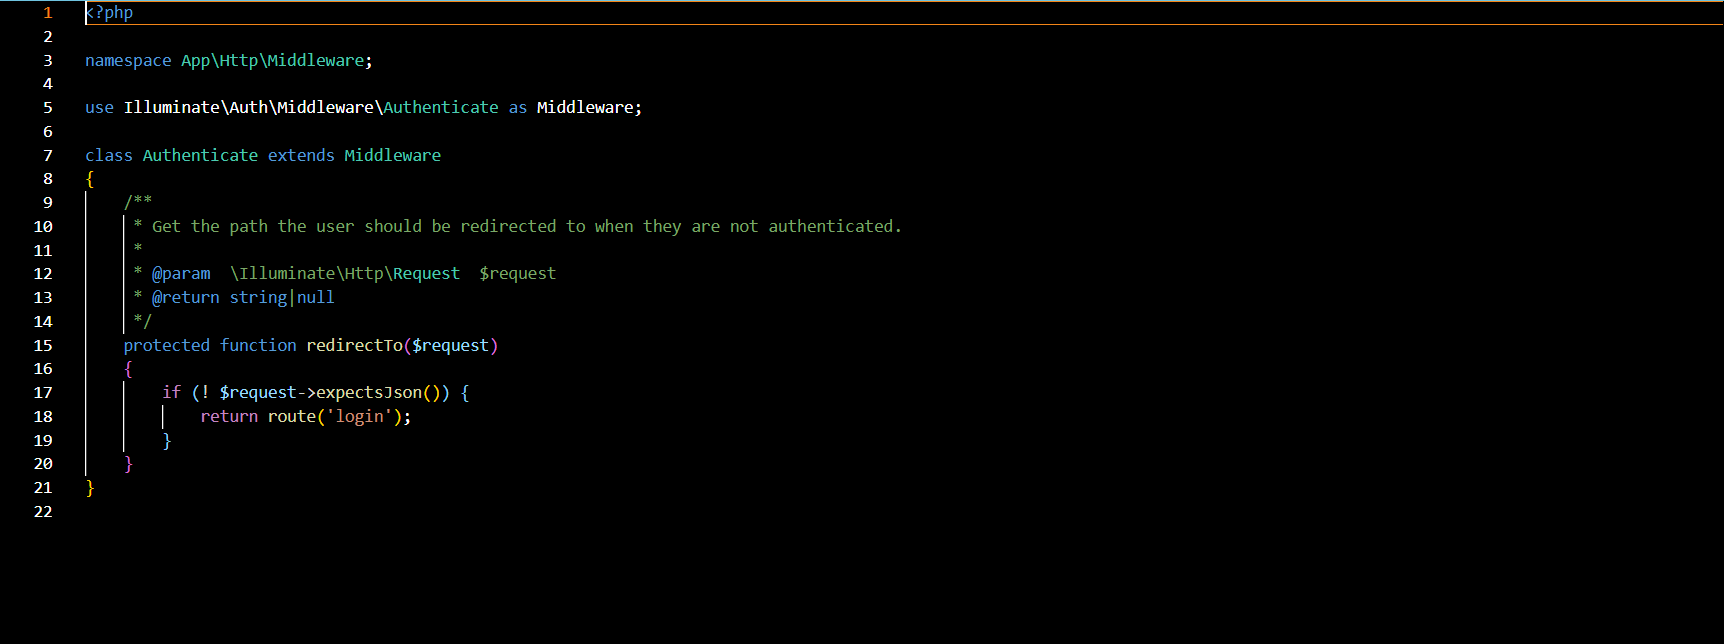 1 <?php
2
3 namespace App\Http\Middleware;
4
5 use Illuminate\Auth\Middleware\Authenticate as Middleware;
6
7 class Authenticate extends Middleware
8 {
9     /**
10      * Get the path the user should be redirected to when they are not authenticated.
11      *
12      * @param  \Illuminate\Http\Request  $request
13      * @return string|null
14      */
15     protected function redirectTo($request)
16     {
17         if (! $request->expectsJson()) {
18             return route('login');
19         }
20     }
21 }
22